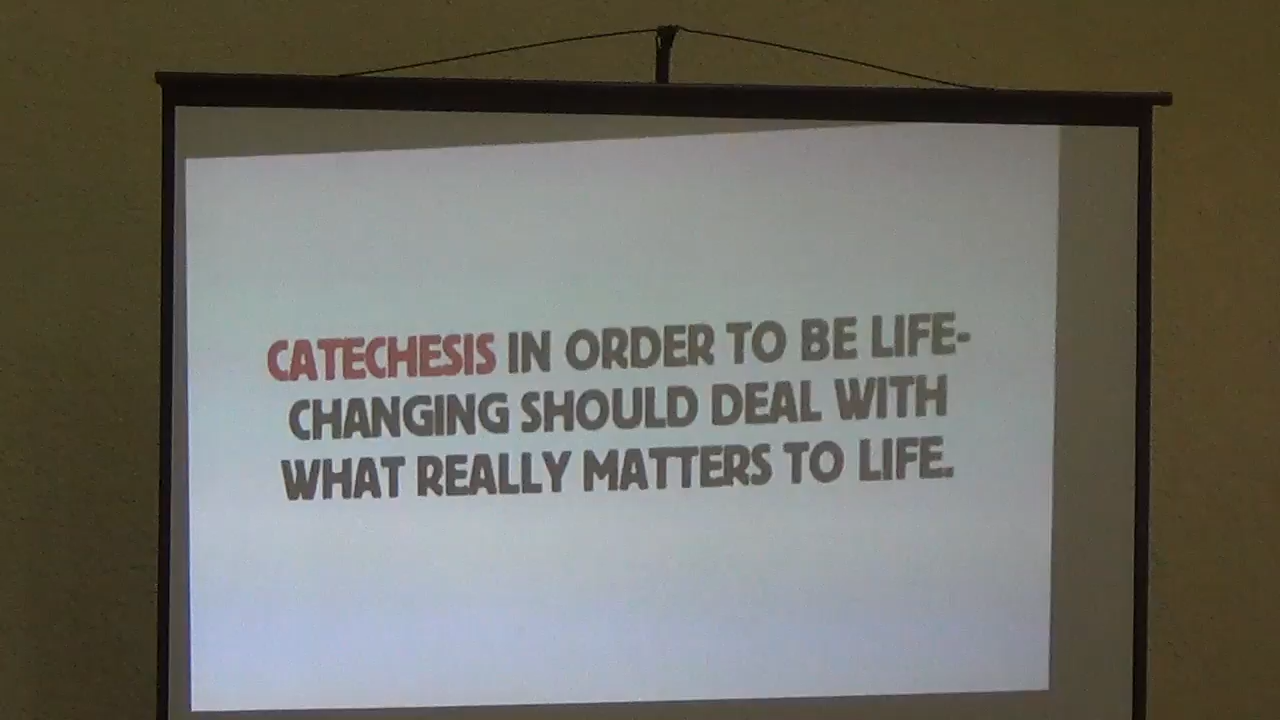 CATECHESIS IN ORDER TO BE LIFE-
CHANGING SHOULD DEAL WITH
WHAT REALLY MATTERS TO LIFE.